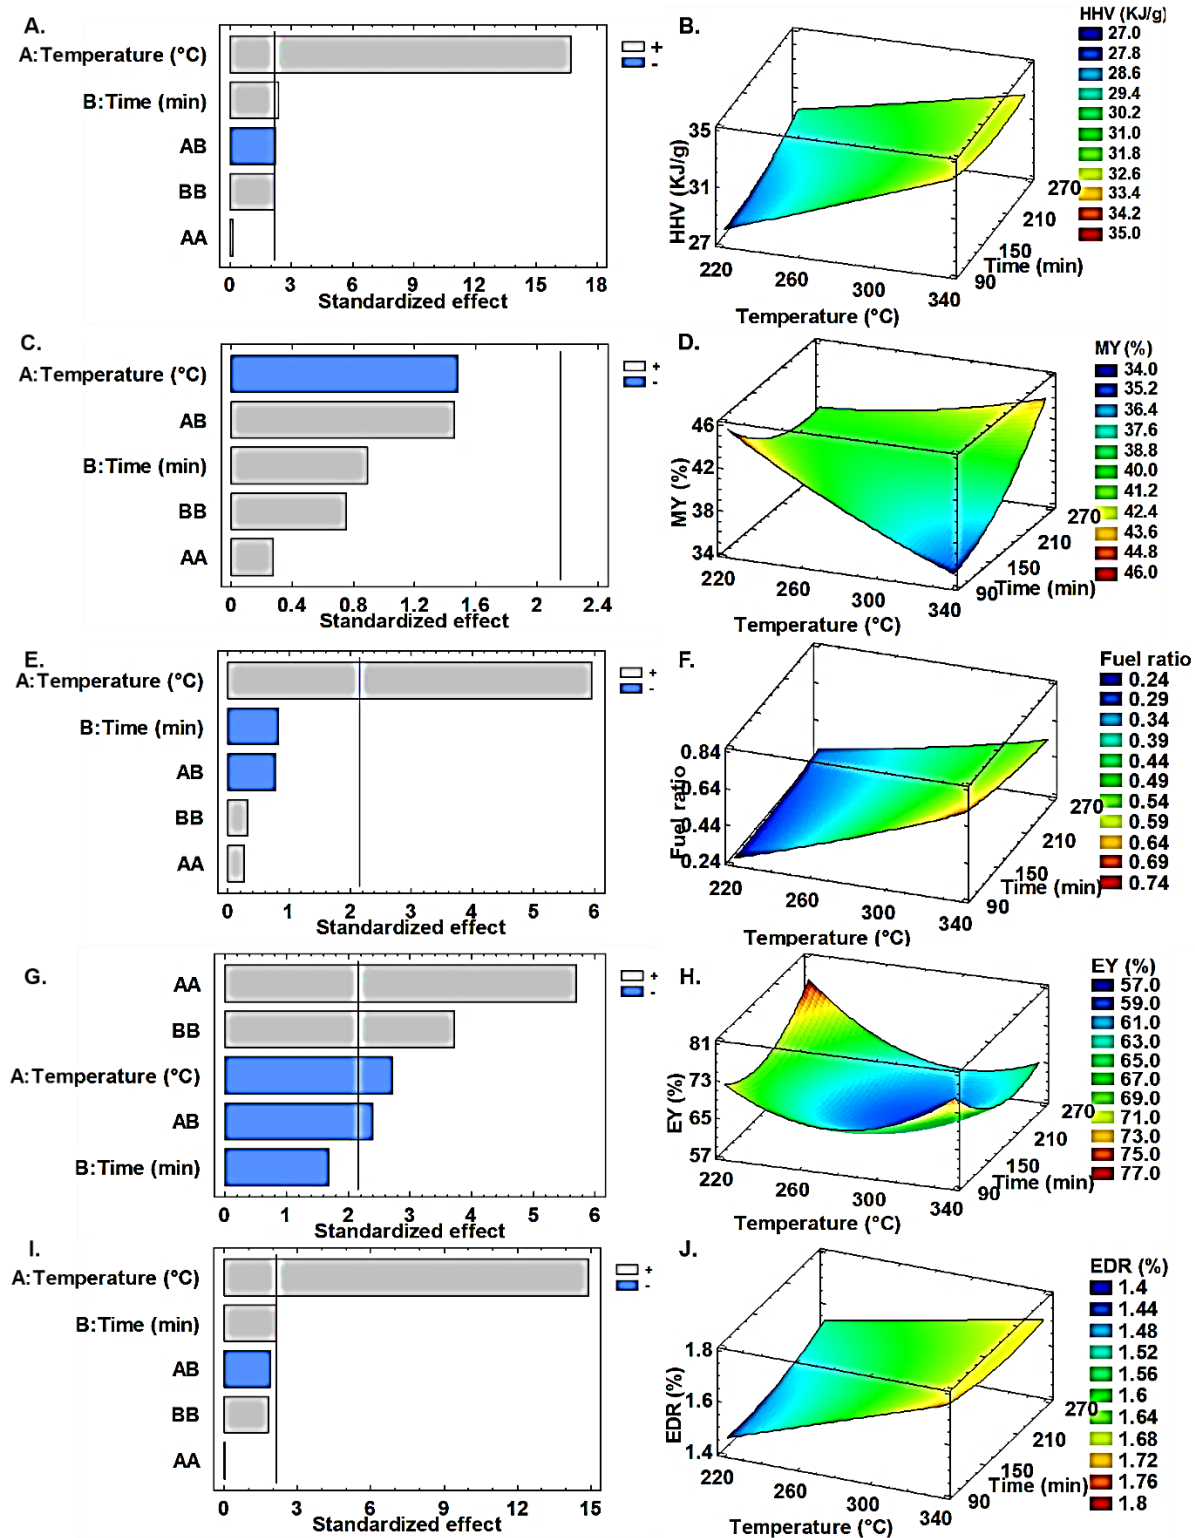 A.
A:Temperature (°C)
B:Time (min)
AB
BB
AA
0 3 6 9 12 15 18
Standardized effect
+
-
B.
HHV (KJ/g)
27.0
27.8
28.6
29.4
30.2
31.0
31.8
32.6
33.4
34.2
35.0
35
31
27
HHV (KJ/g)
220 260 300 340
Temperature (°C)
90 150 210 270
Time (min)
C.
A:Temperature (°C)
AB
B:Time (min)
BB
AA
0 0.4 0.8 1.2 1.6 2 2.4
Standardized effect
+
-
D.
MY (%)
34.0
35.2
36.4
37.6
38.8
40.0
41.2
42.4
43.6
44.8
46.0
46
42
38
34
MY (%)
220 260 300 340
Temperature (°C)
90 150 210 270
Time (min)
E.
A:Temperature (°C)
B:Time (min)
AB
BB
AA
0 1 2 3 4 5 6
Standardized effect
+
-
F.
Fuel ratio
0.24
0.29
0.34
0.39
0.44
0.49
0.54
0.59
0.64
0.69
0.74
0.84
0.64
0.44
0.24
Fuel ratio
220 260 300 340
Temperature (°C)
90 150 210 270
Time (min)
G.
AA
BB
A:Temperature (°C)
AB
B:Time (min)
0 1 2 3 4 5 6
Standardized effect
+
-
H.
EY (%)
57.0
59.0
61.0
63.0
65.0
67.0
69.0
71.0
73.0
75.0
77.0
81
73
65
57
EY (%)
220 260 300 340
Temperature (°C)
90 150 210 270
Time (min)
I.
A:Temperature (°C)
B:Time (min)
AB
BB
AA
0 3 6 9 12 15
Standardized effect
+
-
J.
EDR (%)
1.4
1.44
1.48
1.52
1.56
1.6
1.64
1.68
1.72
1.76
1.8
1.8
1.6
1.4
EDR (%)
220 260 300 340
Temperature (°C)
90 150 210 270
Time (min)